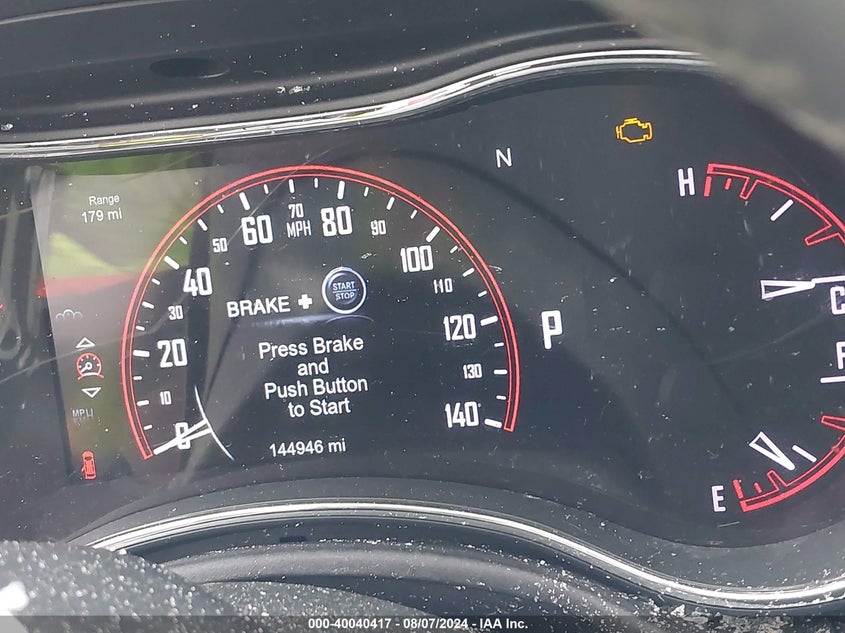 Range
179 mi
N
H
50
60
70
MPH
80
90
40
100
30
110
BRAKE + START
STOP
20
120
P
C
F
Press Brake
and
Push Button
to Start
10
130
0
140
144946 mi
E
000-40040417 - 08/07/2024 - IAA Inc.